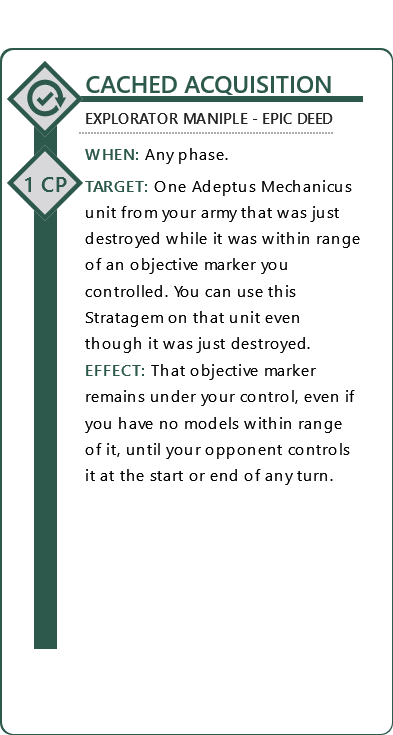 CACHED ACQUISITION
EXPLORATOR MANIPLE - EPIC DEED
WHEN: Any phase.
1 CP
TARGET: One Adeptus Mechanicus
unit from your army that was just
destroyed while it was within range
of an objective marker you
controlled. You can use this
Stratagem on that unit even
though it was just destroyed.
EFFECT: That objective marker
remains under your control, even if
you have no models within range
of it, until your opponent controls
it at the start or end of any turn.